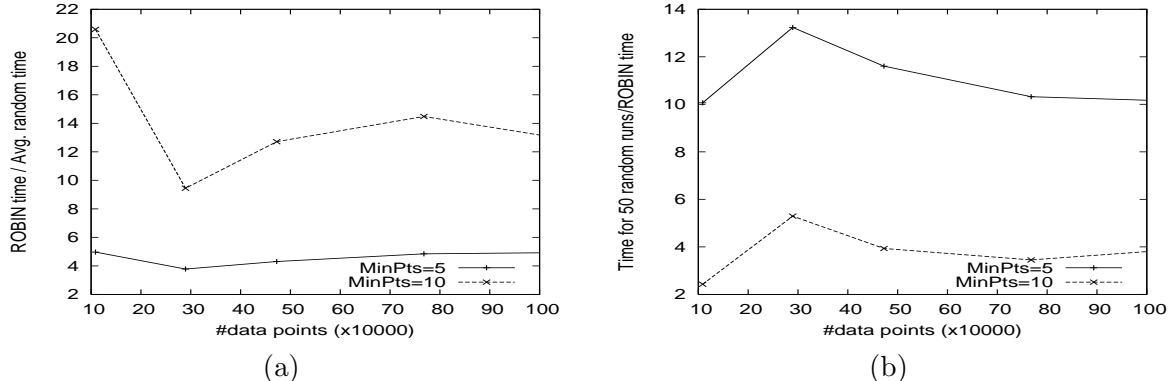 22
20
18
16
14
12
10
8
6
4
2
ROBIN time / Avg. random time
MinPts=5
MinPts=10
10 20 30 40 50 60 70 80 90 100
#data points (x10000)
(a)
14
12
10
8
6
4
2
Time for 50 random runs/ROBIN time
MinPts=5
MinPts=10
10 20 30 40 50 60 70 80 90 100
#data points (x10000)
(b)